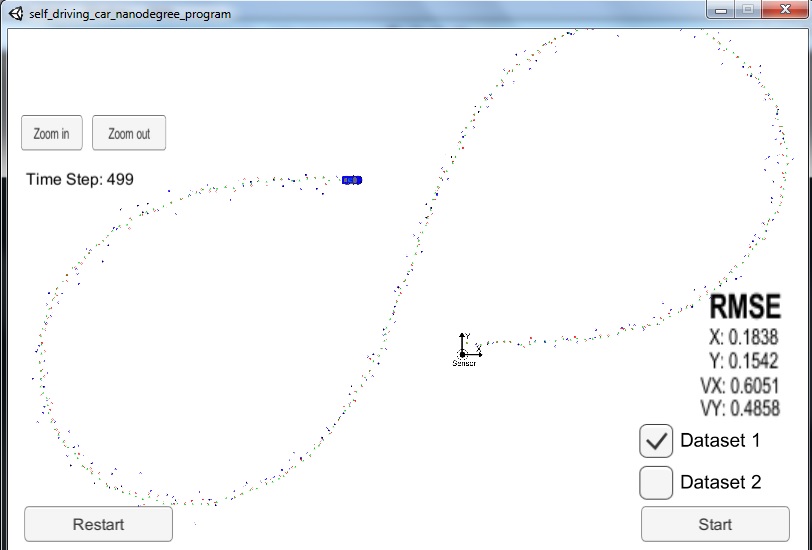 self_driving_car_nanodegree_program
Zoom in
Zoom out
Time Step: 499
Y
X
Sensor
RMSE
X: 0.1838
Y: 0.1542
VX: 0.6051
VY: 0.4858
Dataset 1
Dataset 2
Restart
Start